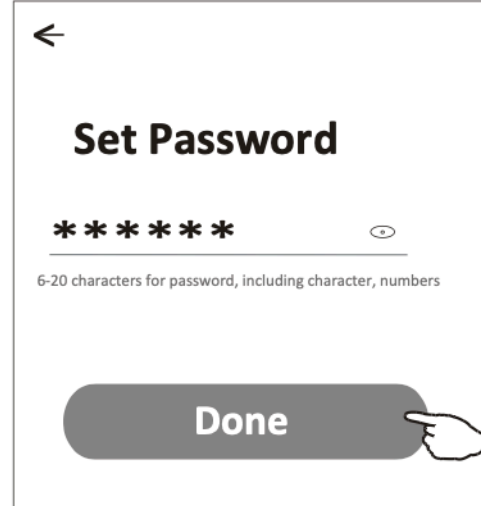 Set Password
******
6-20 characters for password, including character, numbers
Done